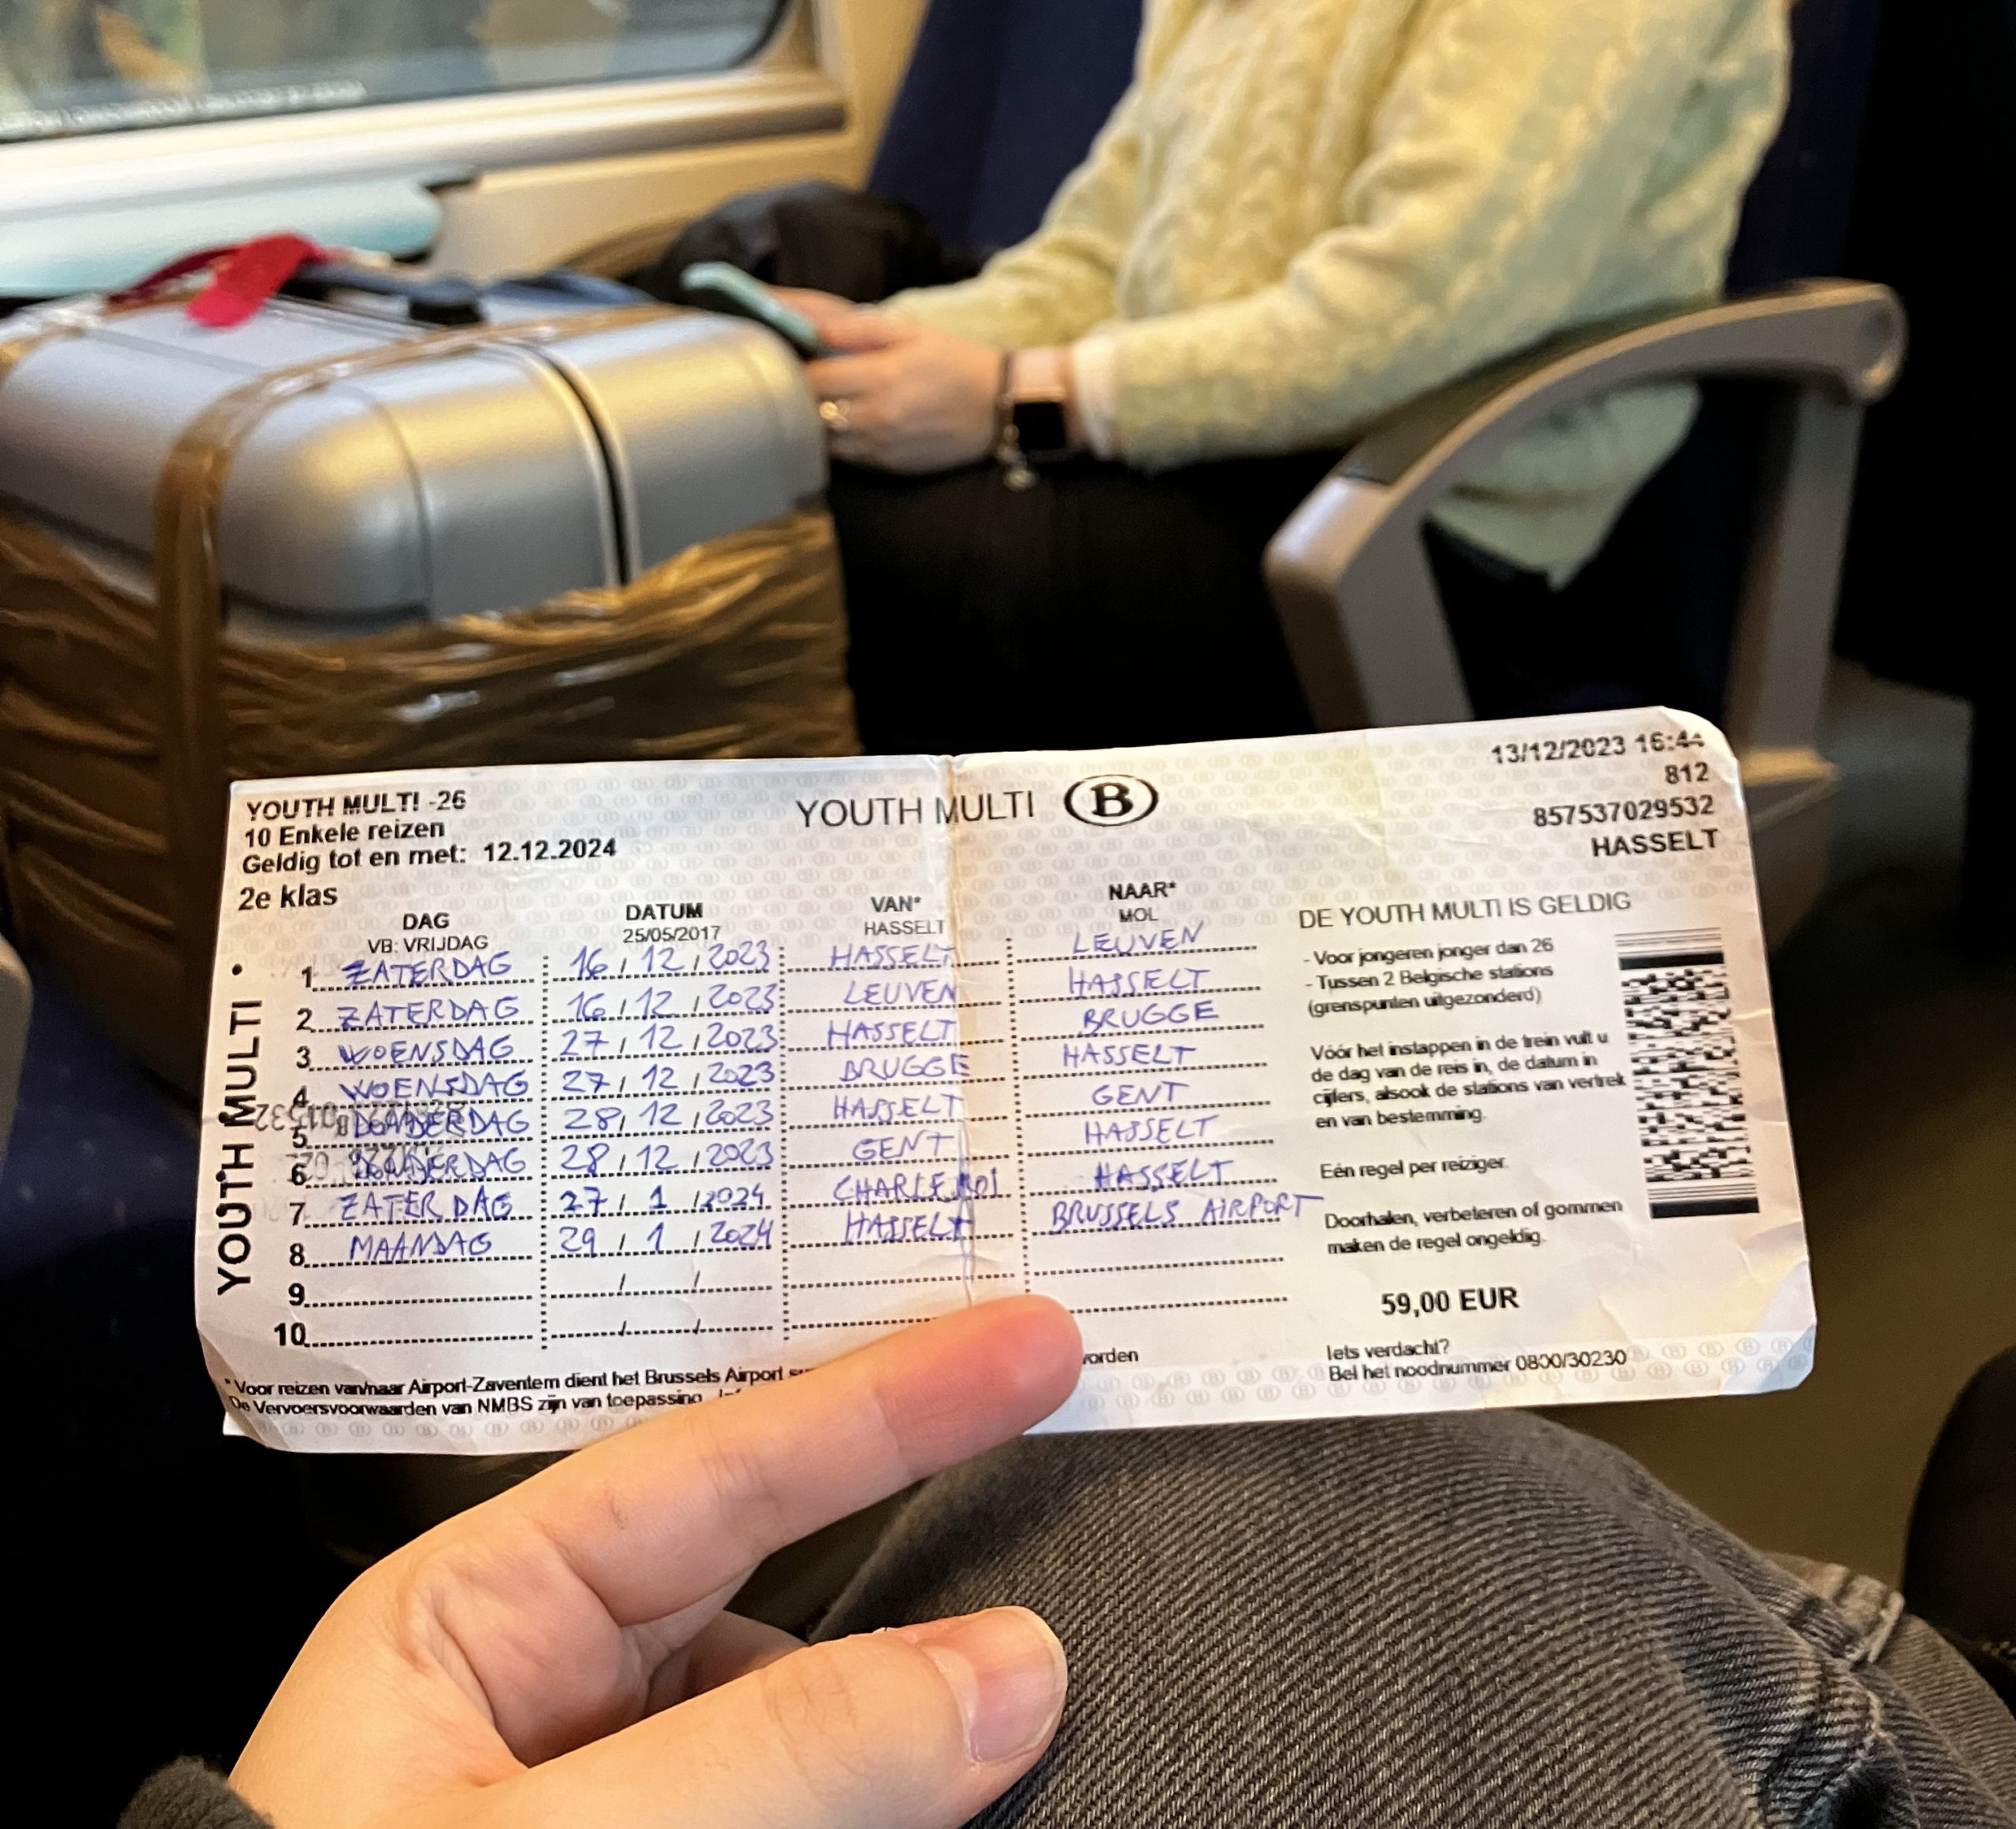 YOUTH MULTI -26
10 Enkele reizen
Geldig tot en met: 12.12.2024
2e klas
YOUTH MULTI B
13/12/2023 16:44
812
857537029532
HASSELT
DAG DATUM VAN* NAAR*
VB: VRIJDAG 25/05/2017 HASSELT MOL
1 ZATERDAG 16/12/2023 HASSELT LEUVEN
2 ZATERDAG 16/12/2023 LEUVEN HASSELT
3 WOENSDAG 27/12/2023 HASSELT BRUGGE
4 WOENSDAG 27/12/2023 BRUGGE HASSELT
5 DONDERDAG 28/12/2023 HASSELT GENT
6 DONDERDAG 28/12/2023 GENT HASSELT
7 ZATERDAG 27/1/2024 CHARLEROI HASSELT
8 MAANDAG 29/1/2024 HASSELT BRUSSELS AIRPORT
9 / /
10 / /
YOUTH MULTI • YOUTH MULTI •
DE YOUTH MULTI IS GELDIG
- Voor jongeren jonger dan 26
- Tussen 2 Belgische stations
(grenspunten uitgezonderd)
Vóór het instappen in de trein vult u
de dag van de reis in, de datum in
cijfers, alsook de stations van vertrek
en van bestemming.
Eén regel per reiziger.
Doorhalen, verbeteren of gommen
maken de regel ongeldig.
59,00 EUR
Iets verdacht?
Bel het noodnummer 0800/30230
*Voor reizen van/naar Airport-Zaventem dient het Brussels Airport
De Vervoersvoorwaarden van NMBS zijn van toepassing.